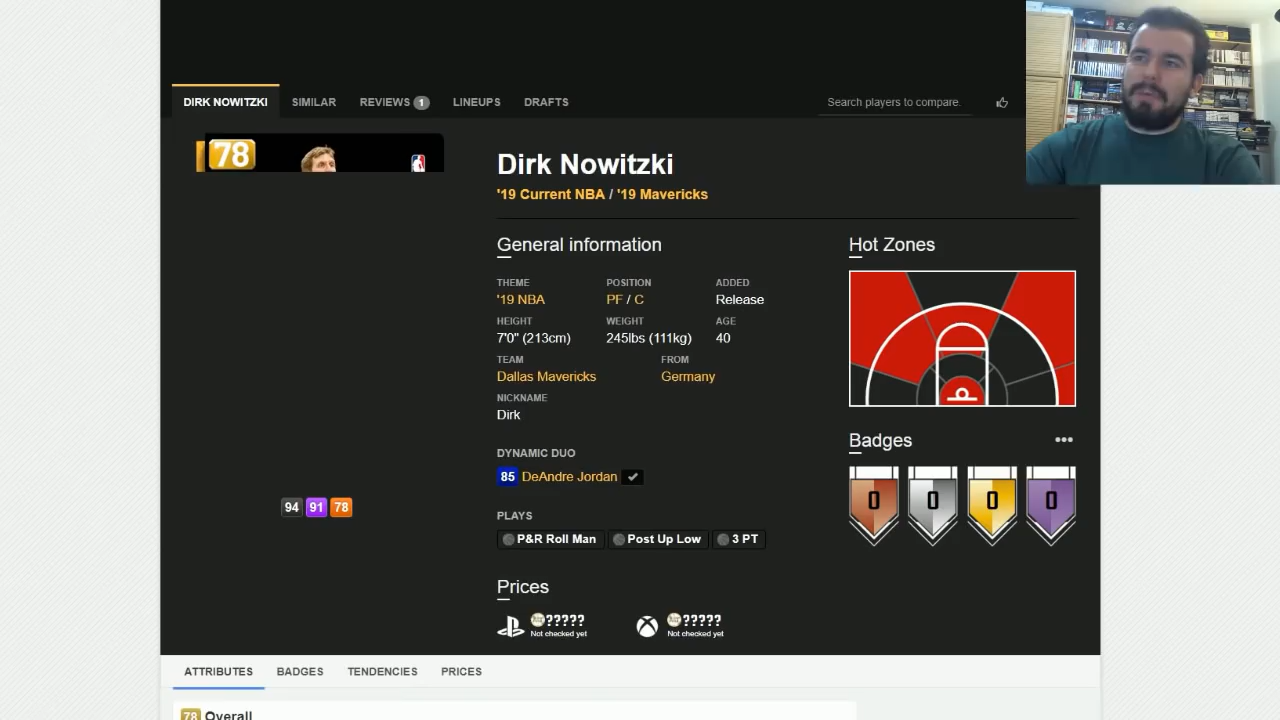 DIRK NOWITZKI SIMILAR REVIEWS 1 LINEUPS DRAFTS Search players to compare.
78
Dirk Nowitzki
'19 Current NBA / '19 Mavericks
General information
THEME POSITION ADDED
'19 NBA PF / C Release
HEIGHT WEIGHT AGE
7'0" (213cm) 245lbs (111kg) 40
TEAM FROM
Dallas Mavericks Germany
NICKNAME
Dirk
DYNAMIC DUO
85 DeAndre Jordan
94 91 78
PLAYS
P&R Roll Man Post Up Low 3 PT
Prices
?????
Not checked yet
?????
Not checked yet
Hot Zones
Badges
0 0 0 0
ATTRIBUTES BADGES TENDENCIES PRICES
78 Overall